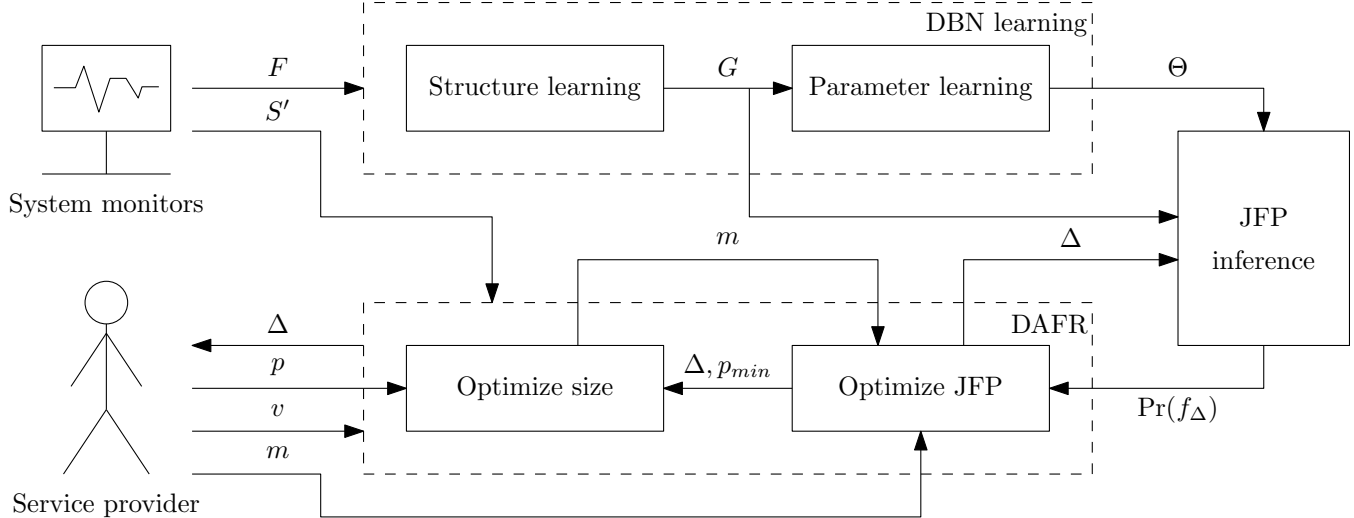 DBN learning
F
Structure learning
G
Parameter learning
Θ
S′
System monitors
JFP
inference
m
Δ
DAFR
Δ
p
Optimize size
Δ, p_min
Optimize JFP
Pr(f_Δ)
v
m
Service provider